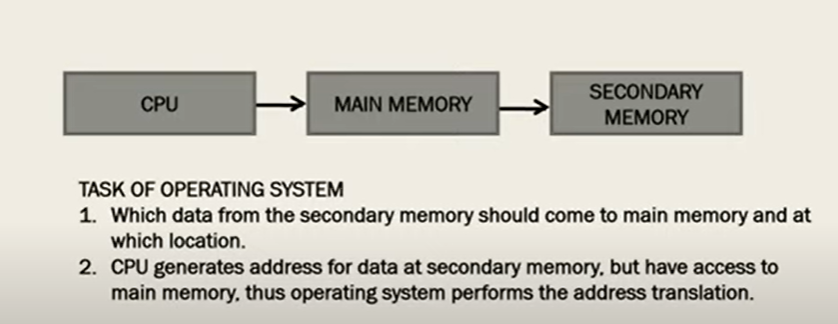 CPU
MAIN MEMORY
SECONDARY
MEMORY
TASK OF OPERATING SYSTEM
1. Which data from the secondary memory should come to main memory and at
which location.
2. CPU generates address for data at secondary memory, but have access to
main memory, thus operating system performs the address translation.